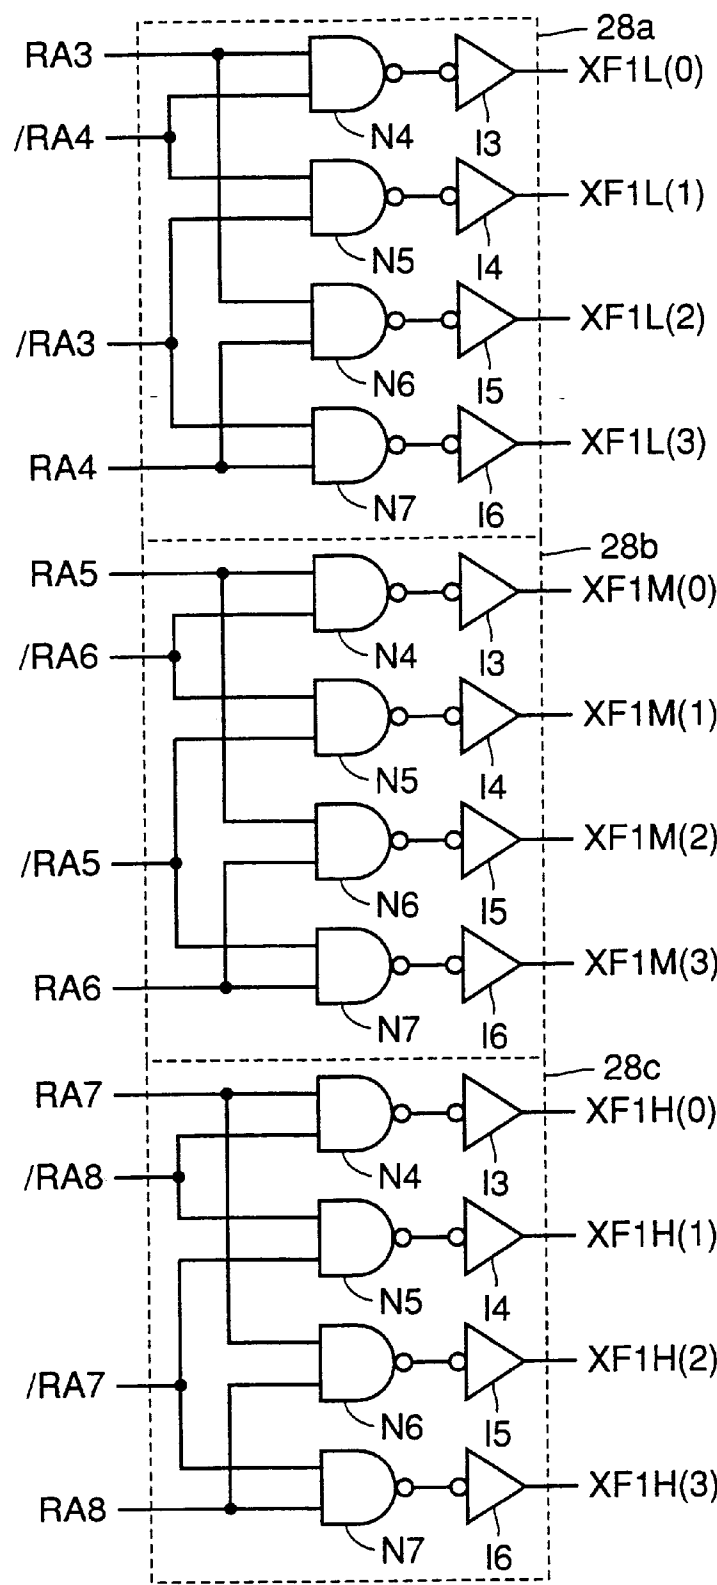 28a
RA3
XF1L(0)
N4
I3
/RA4
XF1L(1)
N5
I4
XF1L(2)
/RA3
N6
I5
XF1L(3)
RA4
N7
I6
28b
RA5
XF1M(0)
N4
I3
/RA6
XF1M(1)
N5
I4
XF1M(2)
/RA5
N6
I5
XF1M(3)
RA6
N7
I6
28c
RA7
XF1H(0)
N4
I3
/RA8
XF1H(1)
N5
I4
XF1H(2)
/RA7
N6
I5
XF1H(3)
RA8
N7
I6